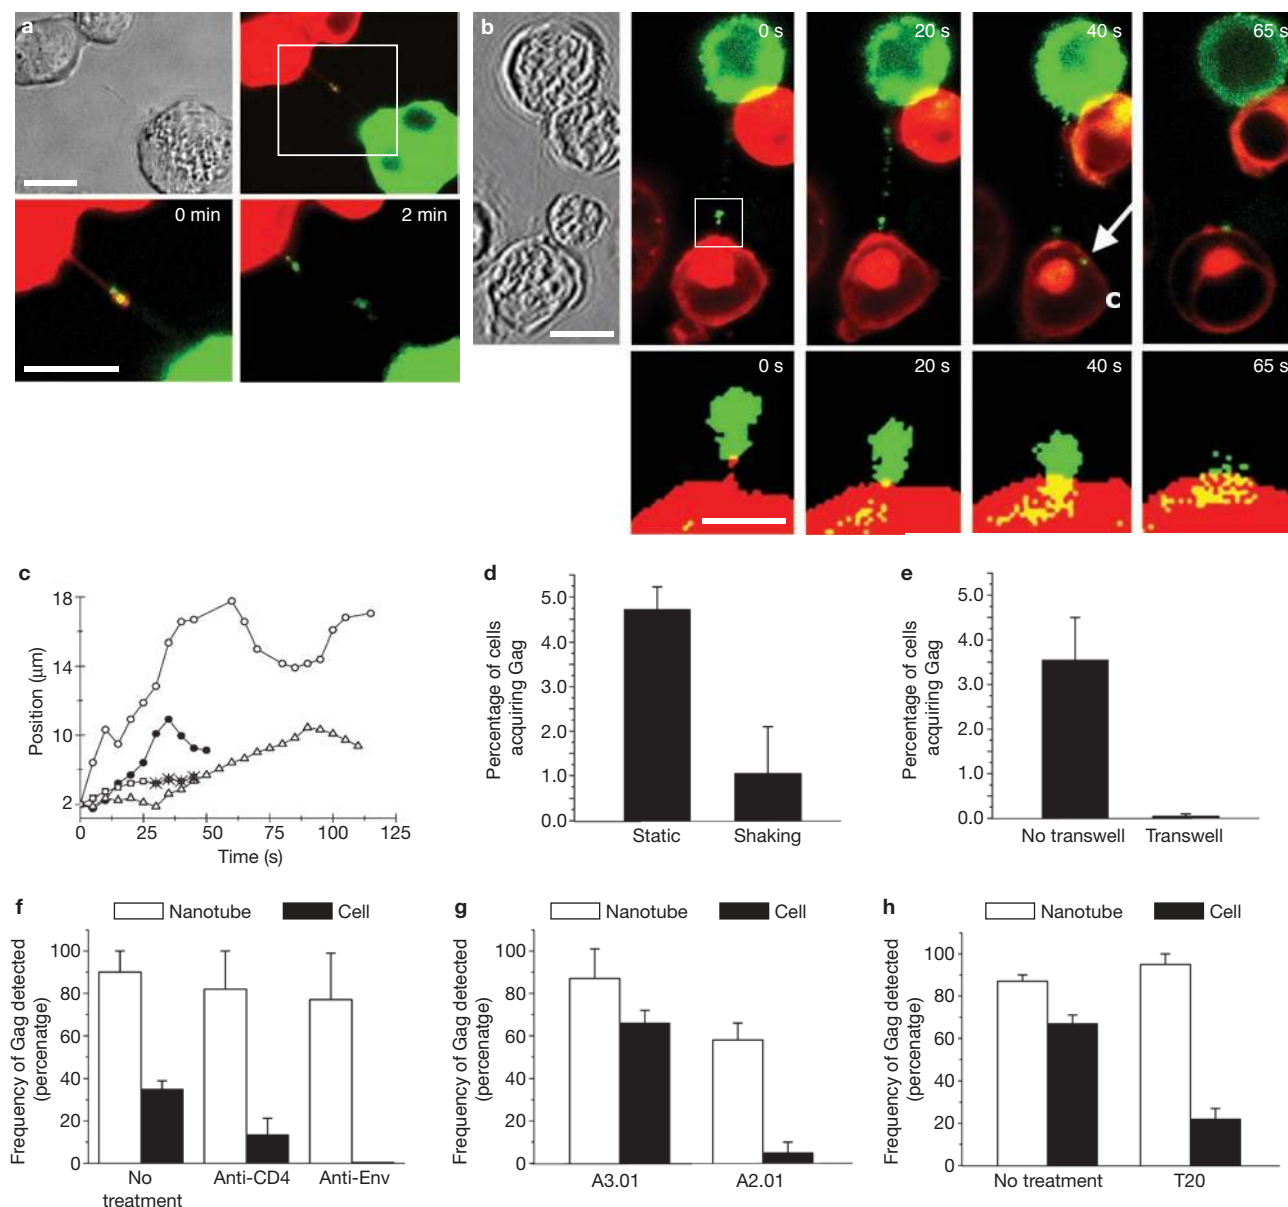 a
0 min
2 min
b
0 s
20 s
40 s
65 s
c
0 s
20 s
40 s
65 s
c
Position (µm)
18
14
10
2
0
25
50
75
100
125
Time (s)
d
Percentage of cells
acquiring Gag
5.0
4.0
3.0
2.0
1.0
0.0
Static
Shaking
e
Percentage of cells
acquiring Gag
5.0
4.0
3.0
2.0
1.0
0.0
No transwell
Transwell
f
Nanotube
Cell
Frequency of Gag detected
(percenatge)
100
80
60
40
20
0
No
treatment
Anti-CD4
Anti-Env
g
Nanotube
Cell
Frequency of Gag detected
(percenatge)
100
80
60
40
20
0
A3.01
A2.01
h
Nanotube
Cell
Frequency of Gag detected
(percenatge)
100
80
60
40
20
0
No treatment
T20